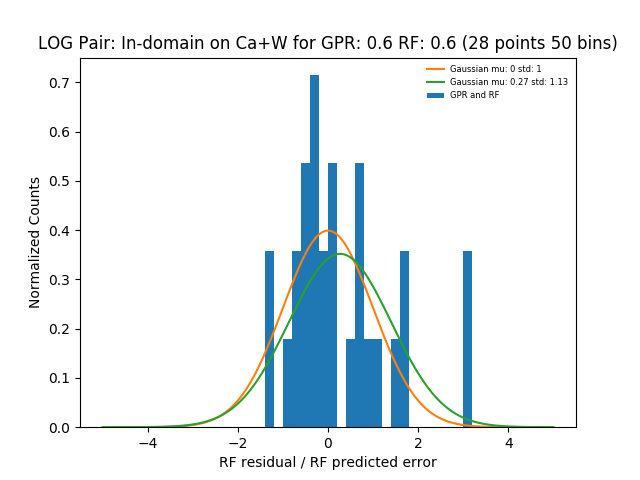 LOG Pair: In-domain on Ca+W for GPR: 0.6 RF: 0.6 (28 points 50 bins)
Gaussian mu: 0 std: 1
Gaussian mu: 0.27 std: 1.13
GPR and RF
Normalized Counts
0.7
0.6
0.5
0.4
0.3
0.2
0.1
0.0
−4 −2 0 2 4
RF residual / RF predicted error